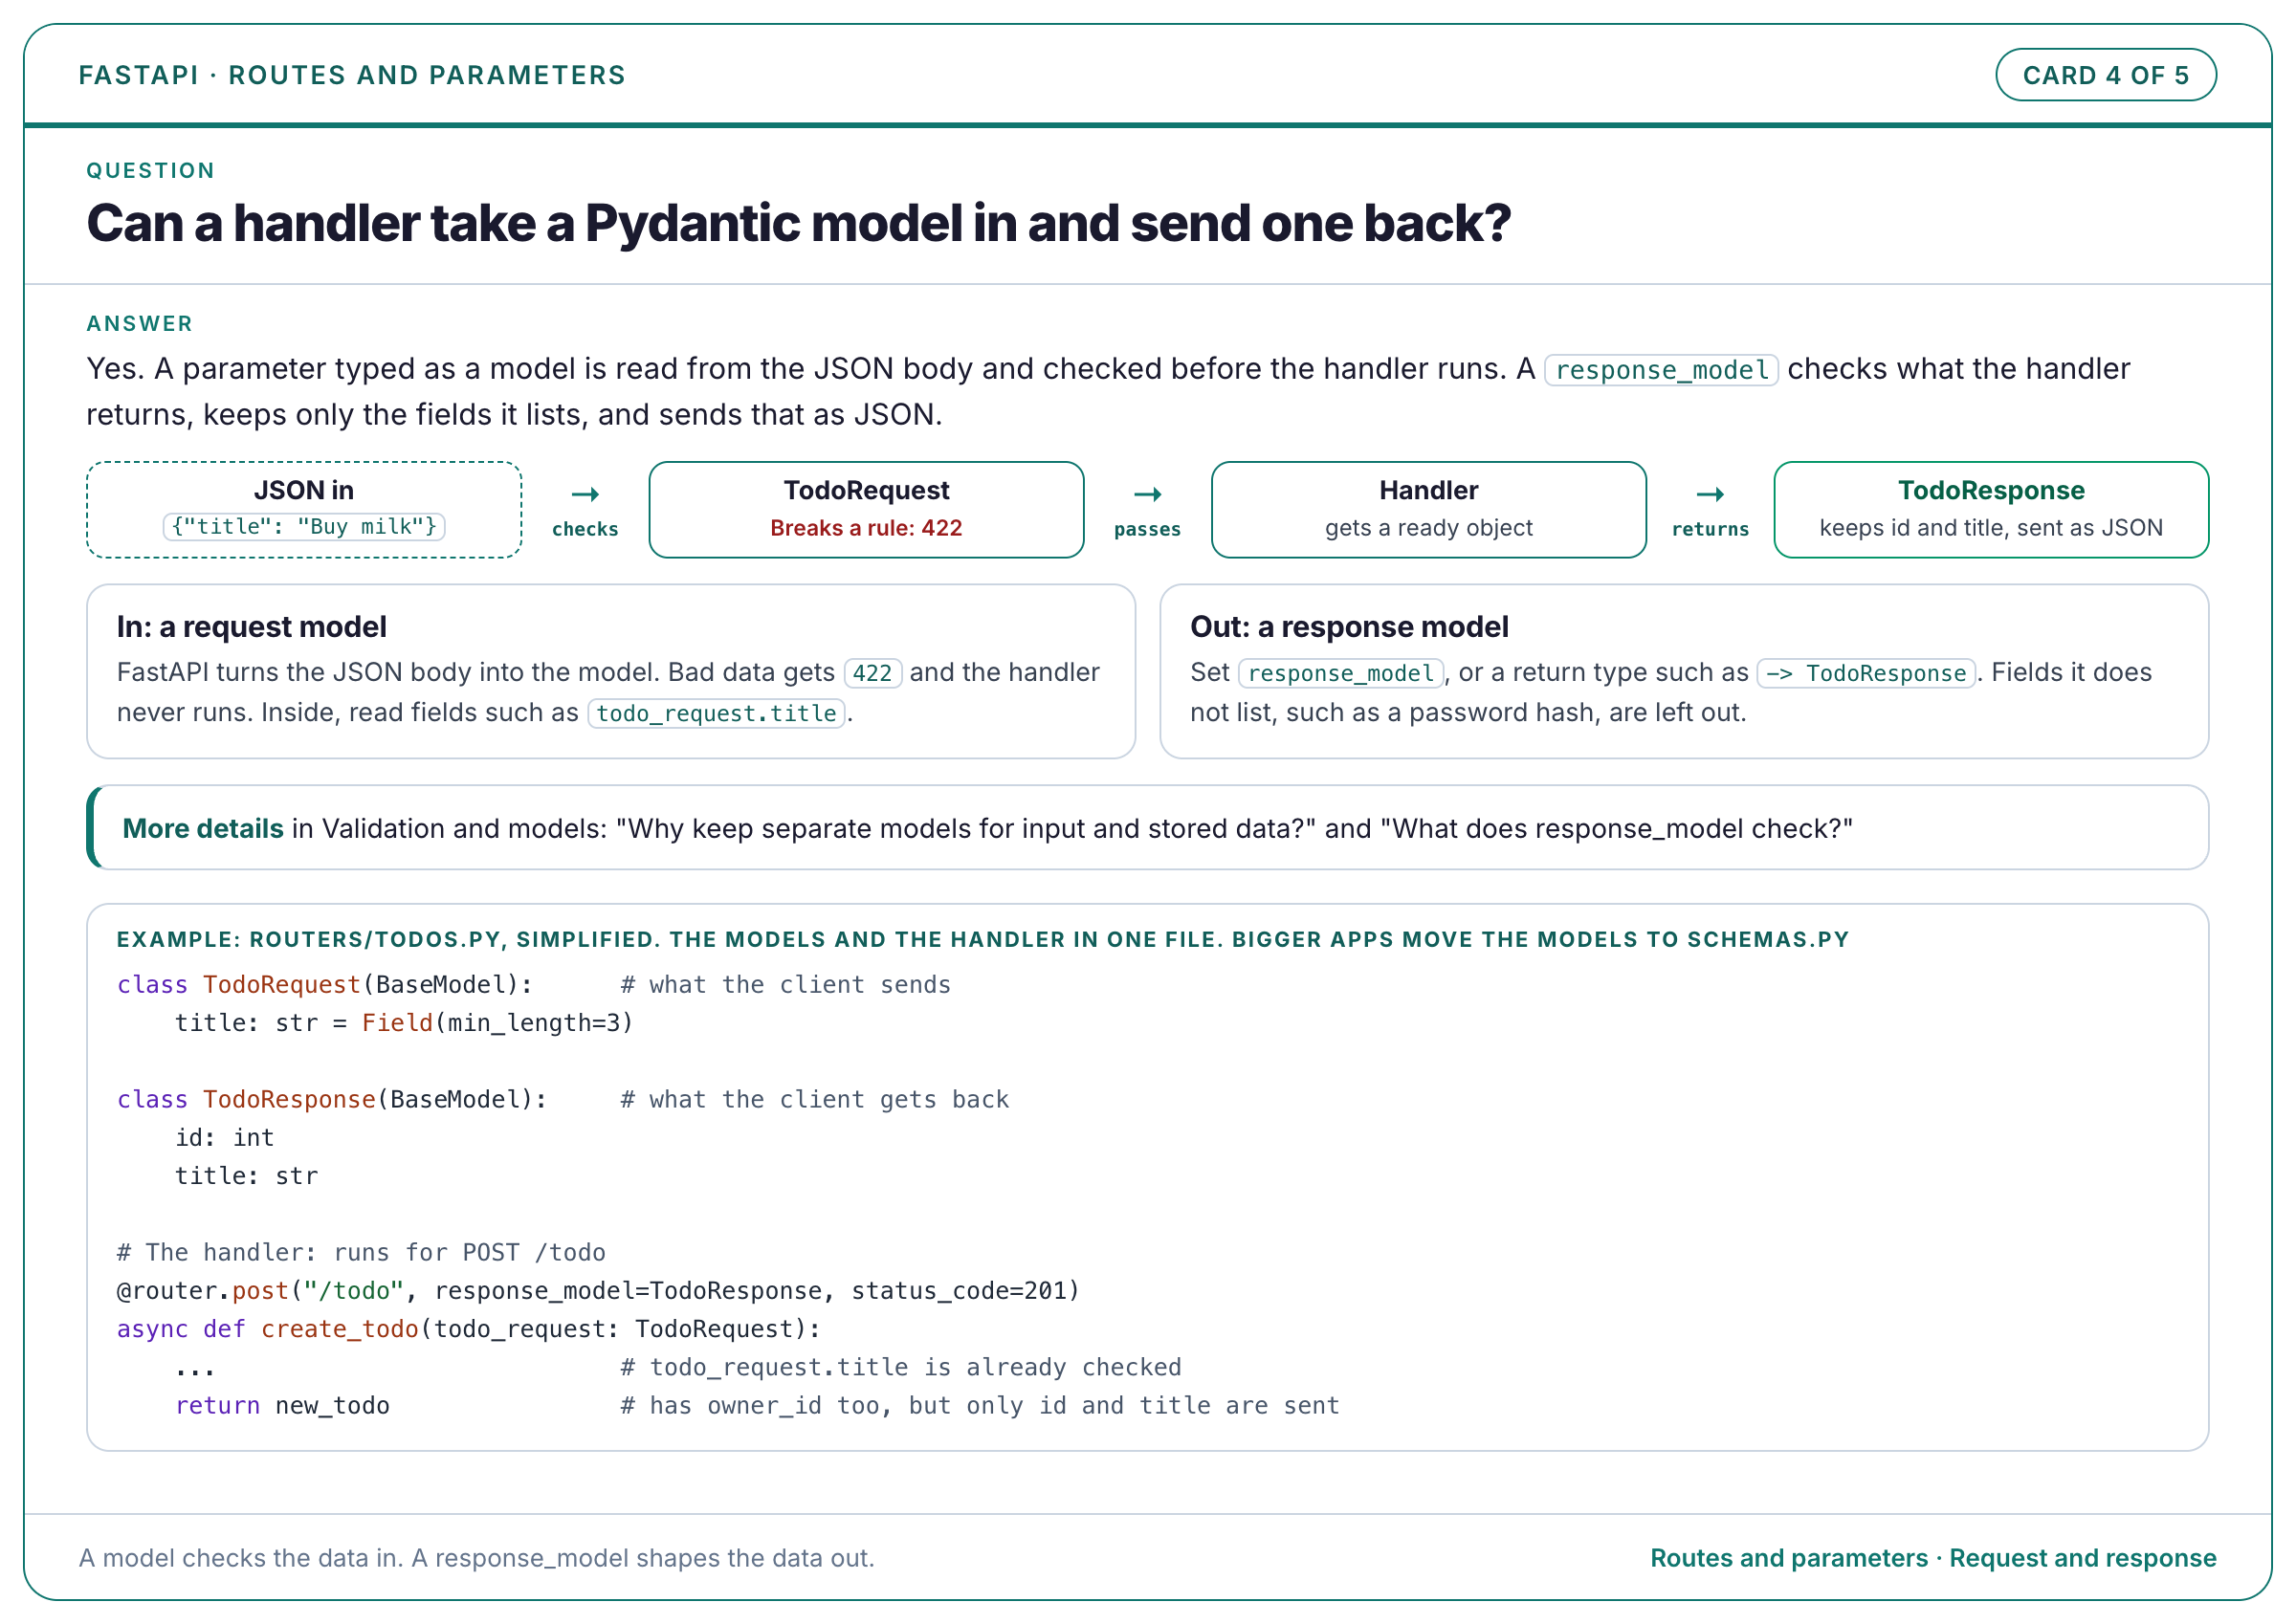 FASTAPI · ROUTES AND PARAMETERS
CARD 4 OF 5
QUESTION
Can a handler take a Pydantic model in and send one back?
ANSWER
Yes. A parameter typed as a model is read from the JSON body and checked before the handler runs. A response_model checks what the handler
returns, keeps only the fields it lists, and sends that as JSON.
JSON in
{"title": "Buy milk"}
→
checks
TodoRequest
Breaks a rule: 422
→
passes
Handler
gets a ready object
→
returns
TodoResponse
keeps id and title, sent as JSON
In: a request model
FastAPI turns the JSON body into the model. Bad data gets 422 and the handler
never runs. Inside, read fields such as todo_request.title.
Out: a response model
Set response_model, or a return type such as -> TodoResponse. Fields it does
not list, such as a password hash, are left out.
More details in Validation and models: "Why keep separate models for input and stored data?" and "What does response_model check?"
EXAMPLE: ROUTERS/TODOS.PY, SIMPLIFIED. THE MODELS AND THE HANDLER IN ONE FILE. BIGGER APPS MOVE THE MODELS TO SCHEMAS.PY
class TodoRequest(BaseModel):      # what the client sends
    title: str = Field(min_length=3)
class TodoResponse(BaseModel):     # what the client gets back
    id: int
    title: str
# The handler: runs for POST /todo
@router.post("/todo", response_model=TodoResponse, status_code=201)
async def create_todo(todo_request: TodoRequest):
    ...                            # todo_request.title is already checked
    return new_todo                # has owner_id too, but only id and title are sent
A model checks the data in. A response_model shapes the data out.
Routes and parameters · Request and response